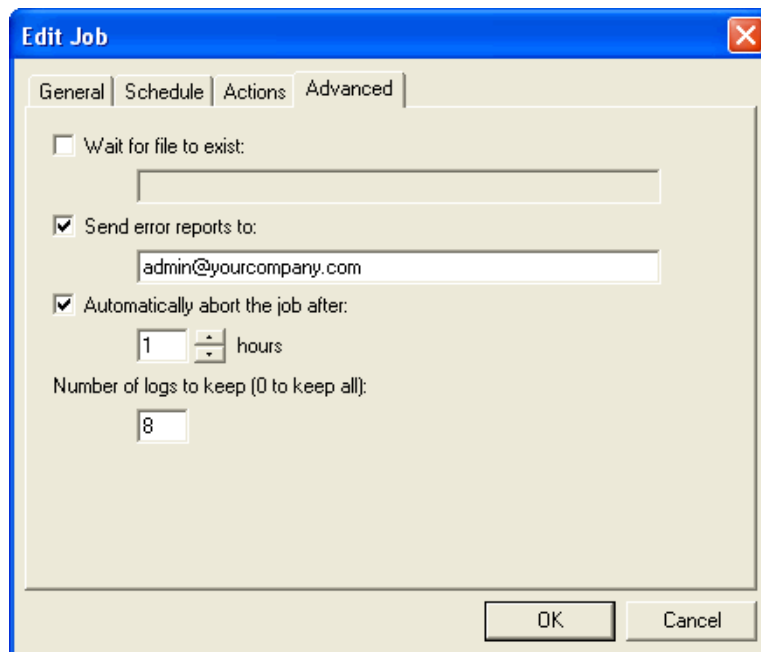 Edit Job
General Schedule Actions Advanced
Wait for file to exist:
Send error reports to:
admin@yourcompany.com
Automatically abort the job after:
1 hours
Number of logs to keep (0 to keep all):
8
OK Cancel